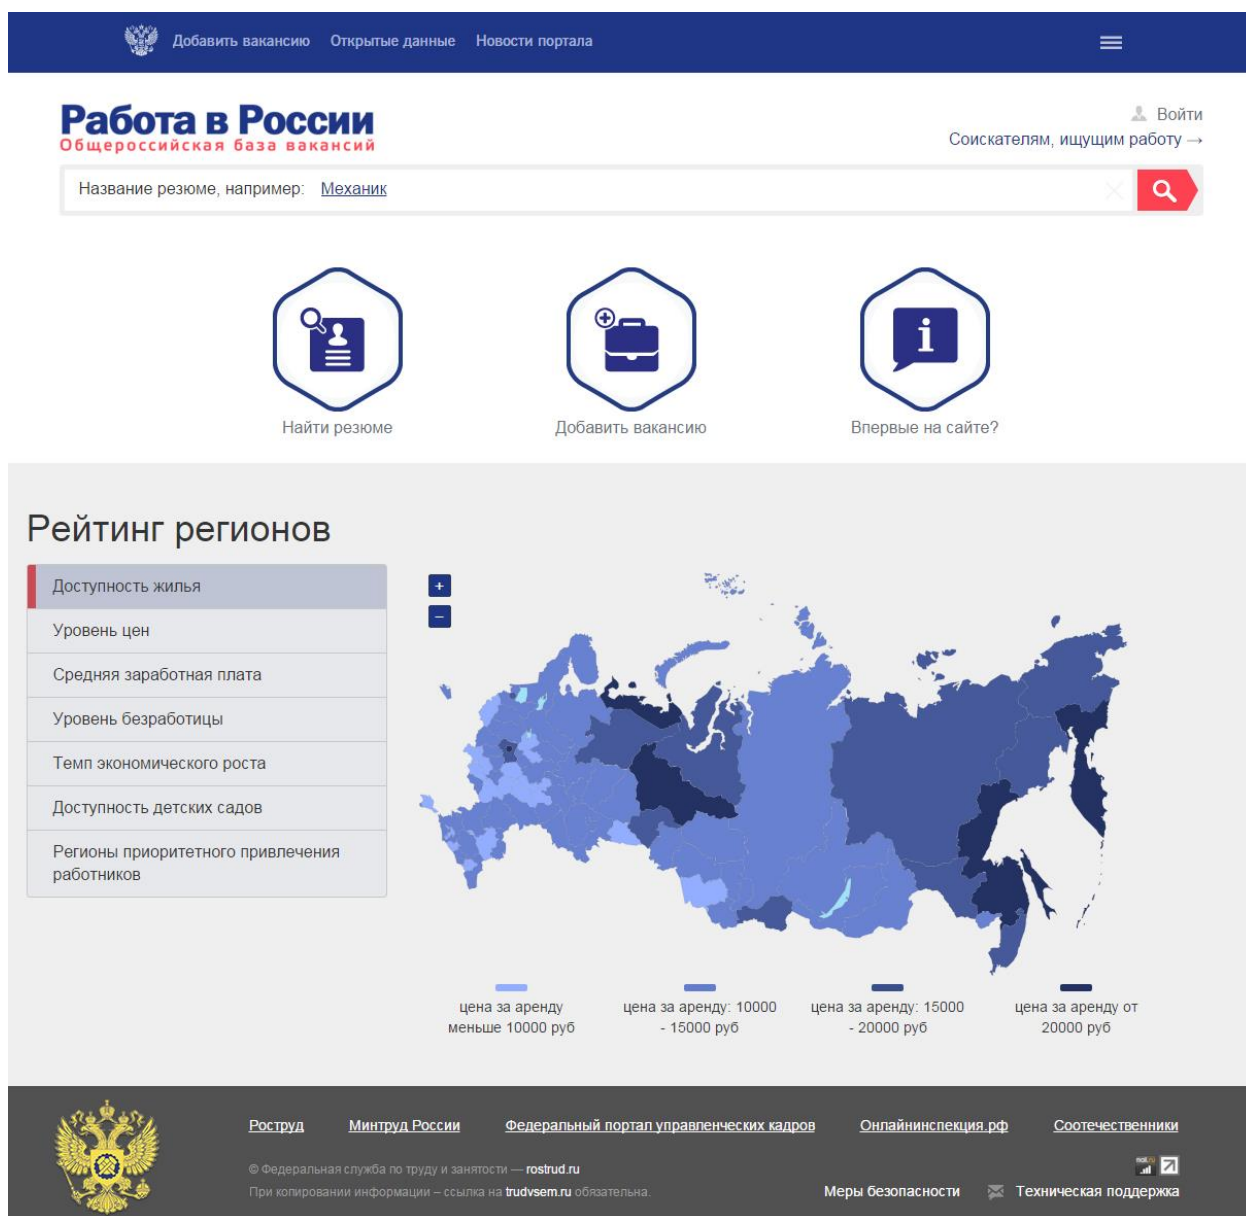 Добавить вакансию Открытые данные Новости портала
Работа в России
Общероссийская база вакансий
Войти
Соискателям, ищущим работу →
Название резюме, например: Механик
Найти резюме
Добавить вакансию
Впервые на сайте?
Рейтинг регионов
Доступность жилья
Уровень цен
Средняя заработная плата
Уровень безработицы
Темп экономического роста
Доступность детских садов
Регионы приоритетного привлечения
работников
+
−
цена за аренду
меньше 10000 руб
цена за аренду: 10000
- 15000 руб
цена за аренду: 15000
- 20000 руб
цена за аренду от
20000 руб
Роструд Минтруд России Федеральный портал управленческих кадров Онлайнинспекция.рф Соотечественники
© Федеральная служба по труду и занятости — rostrud.ru
При копировании информации – ссылка на trudvsem.ru обязательна.
Меры безопасности Техническая поддержка